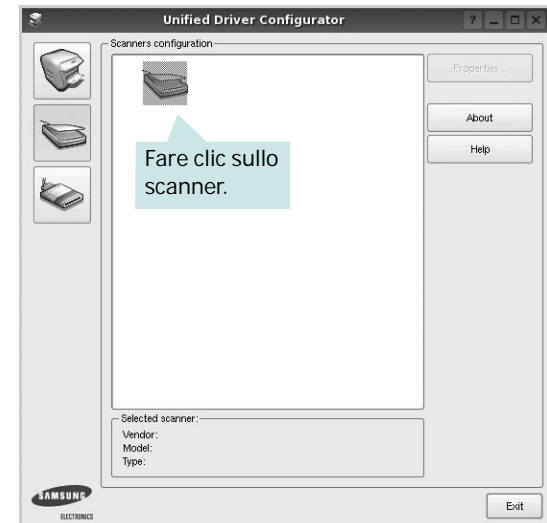 Unified Driver Configurator
Scanners configuration
Properties...
About
Help
Fare clic sullo
scanner.
Selected scanner:
Vendor:
Model:
Type:
SAMSUNG
ELECTRONICS
Exit